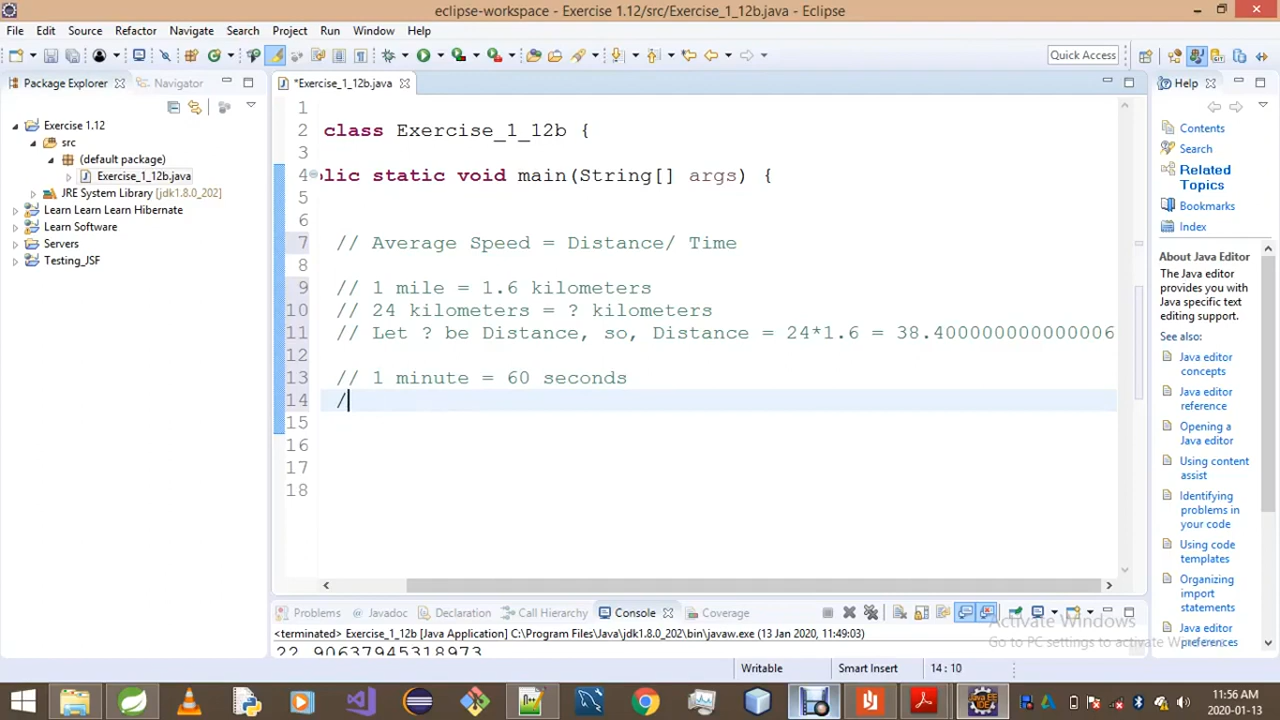 eclipse-workspace - Exercise 1.12/src/Exercise_1_12b.java - Eclipse
File Edit Source Refactor Navigate Search Project Run Window Help
Quick Access
Package Explorer
Navigator
Exercise 1.12
src
(default package)
Exercise_1_12b.java
JRE System Library [jdk1.8.0_202]
Learn Learn Learn Hibernate
Learn Software
Servers
Testing_JSF
*Exercise_1_12b.java
1
2 class Exercise_1_12b {
3
4 blic static void main(String[] args) {
5
6
7 // Average Speed = Distance/ Time
8
9 // 1 mile = 1.6 kilometers
10 // 24 kilometers = ? kilometers
11 // Let ? be Distance, so, Distance = 24*1.6 = 38.400000000000006
12
13 // 1 minute = 60 seconds
14 /
15
16
17
18
Help
Contents
Search
Related
Topics
Bookmarks
Index
About Java Editor
The Java editor
provides you with
Java specific text
editing support.
See also:
Java editor
concepts
Java editor
reference
Opening a
Java editor
Using content
assist
Identifying
problems in
your code
Using code
templates
Organizing
import
statements
Java editor
preferences
Problems Javadoc Declaration Call Hierarchy Console Coverage
<terminated> Exercise_1_12b [Java Application] C:\Program Files\Java\jdk1.8.0_202\bin\javaw.exe (13 Jan 2020, 11:49:03)
22.90637945318973
Activate Windows
Go to PC settings to activate Windows.
Writable Smart Insert 14 : 10
11:56 AM
2020-01-13